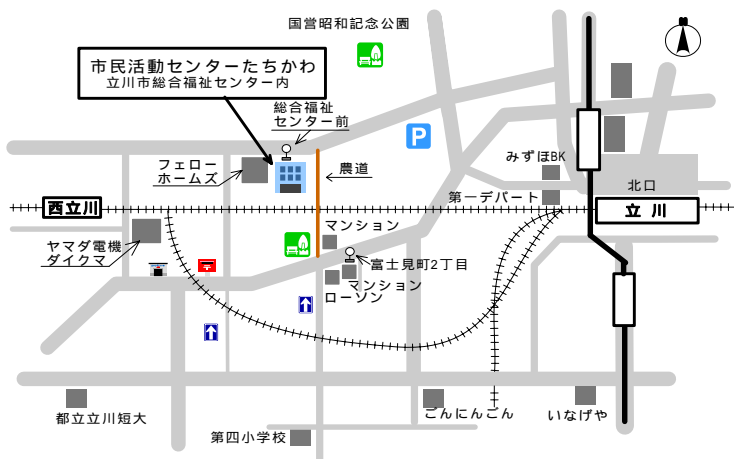 国営昭和記念公園
市民活動センターたちかわ
立川市総合福祉センター内
総合福祉
センター前
P
みずほBK
フェロー
ホームズ
農道
北口
第一デパート
西立川
立川
マンション
ヤマダ電機
ダイクマ
富士見町2丁目
マンション
ローソン
都立立川短大
ごんにんごん
いなげや
第四小学校